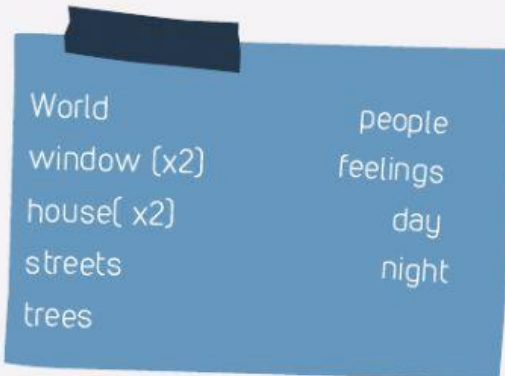 World
window (x2)
house( x2)
streets
trees
people
feelings
day
night